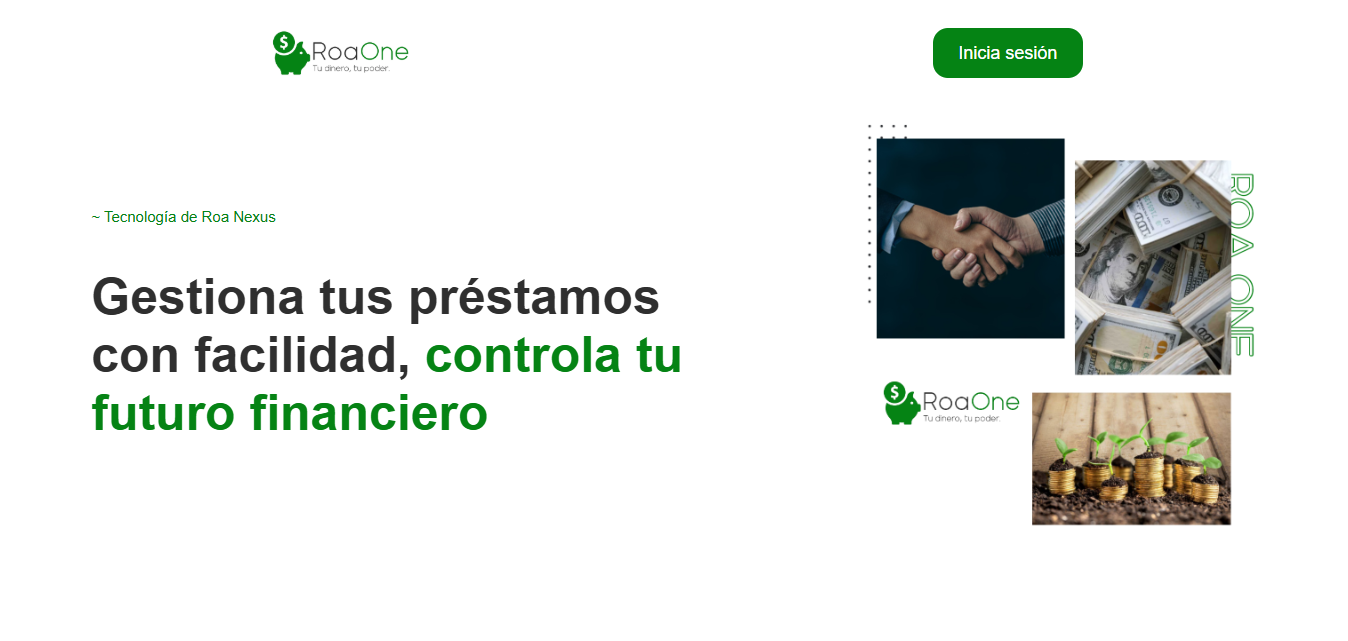 $
RoaOne
Tu dinero, tu poder.
Inicia sesión
~ Tecnología de Roa Nexus
Gestiona tus préstamos
con facilidad, controla tu
futuro financiero
ROA ONE
$
RoaOne
Tu dinero, tu poder.